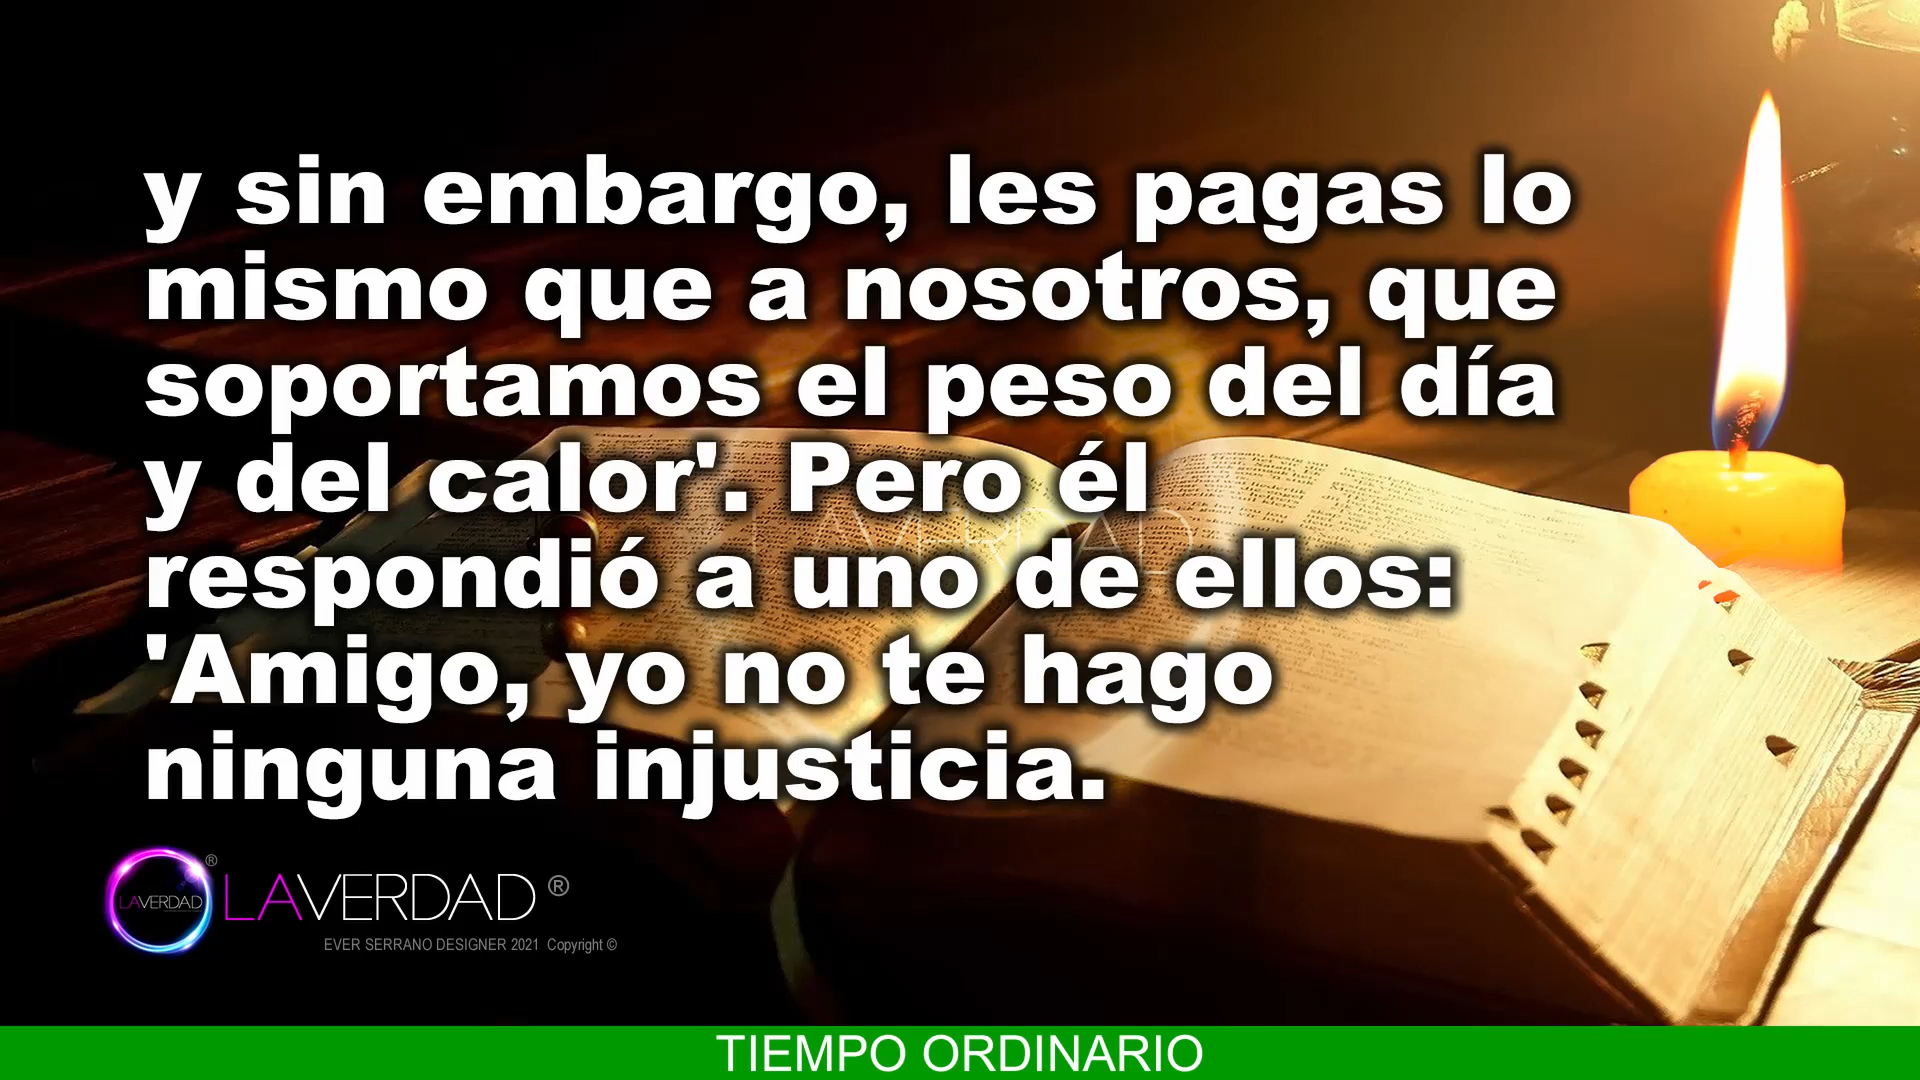 y sin embargo, les pagas lo
mismo que a nosotros, que
soportamos el peso del día
y del calor'. Pero él
respondió a uno de ellos:
'Amigo, yo no te hago
ninguna injusticia.
LAVERDAD ®
LAVERDAD ®
EVER SERRANO DESIGNER 2021 Copyright ©
TIEMPO ORDINARIO